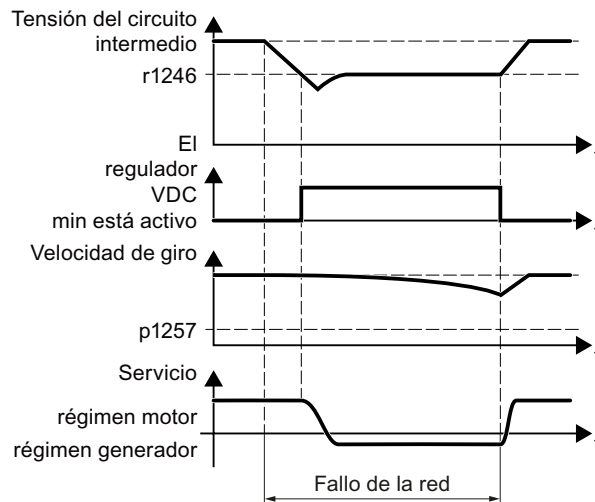 Tensión del circuito
intermedio
r1246
El
regulador
VDC
min está activo
Velocidad de giro
p1257
Servicio
régimen motor
régimen generador
Fallo de la red